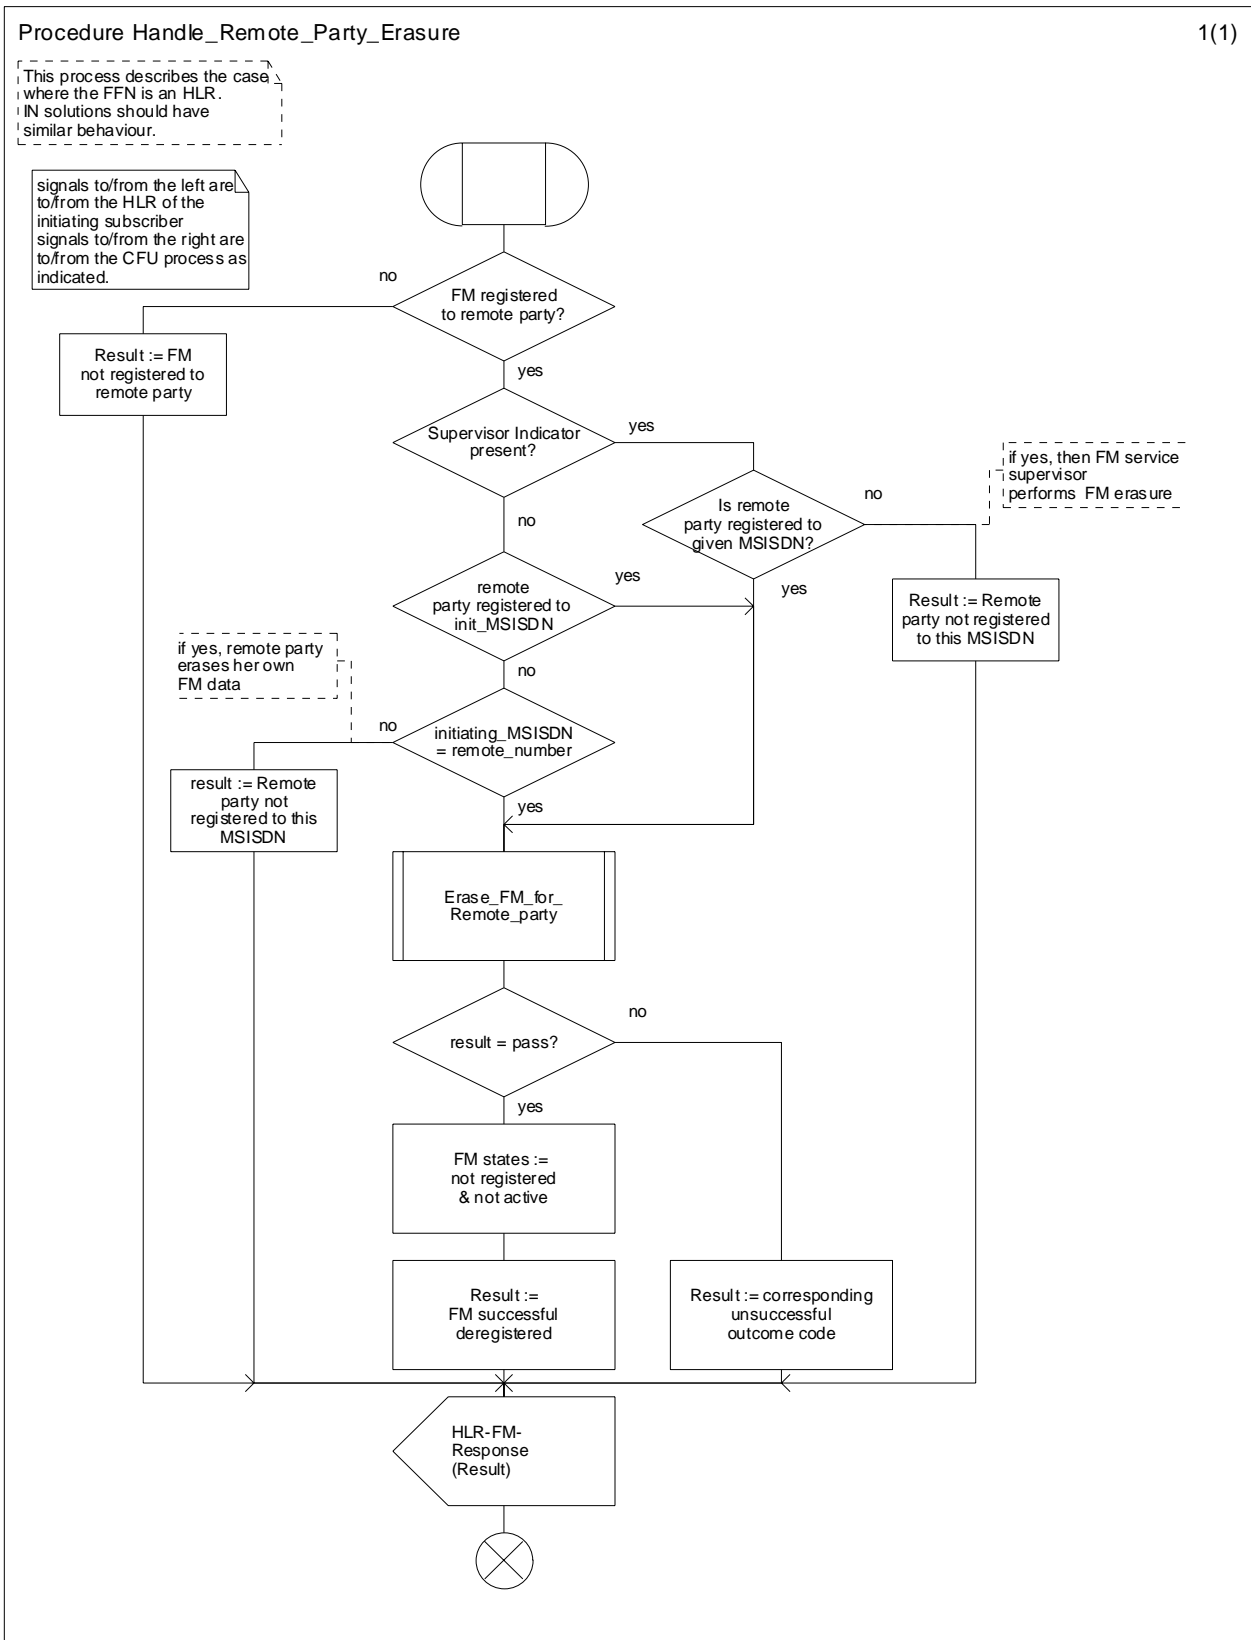 Procedure Handle_Remote_Party_Erasure
1(1)
This process describes the case
where the FFN is an HLR.
IN solutions should have
similar behaviour.
signals to/from the left are
to/from the HLR of the
initiating subscriber
signals to/from the right are
to/from the CFU process as
indicated.
no
FM registered
to remote party?
Result := FM
not registered to
remote party
yes
Supervisor Indicator
present?
yes
if yes, then FM service
supervisor
performs FM erasure
no
Is remote
party registered to
given MSISDN?
no
yes
remote
party registered to
init_MSISDN
yes
Result := Remote
party not registered
to this MSISDN
if yes, remote party
erases her own
FM data
no
no
initiating_MSISDN
= remote_number
result := Remote
party not
registered to this
MSISDN
yes
Erase_FM_for_
Remote_party
no
result = pass?
yes
FM states :=
not registered
& not active
Result :=
FM successful
deregistered
Result := corresponding
unsuccessful
outcome code
HLR-FM-
Response
(Result)